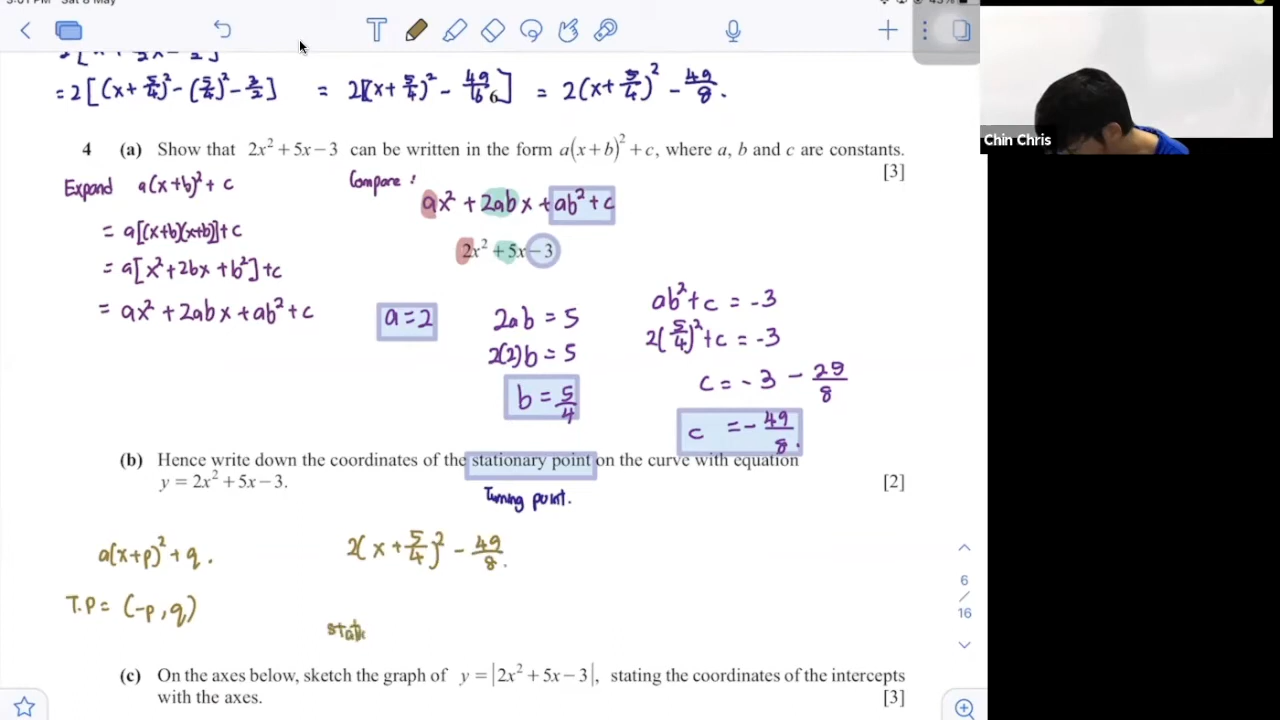 = 2[(x+5/4)² - (5/4)² - 3/2] = 2[(x+5/4)² - 49/16] = 2(x+5/4)² - 49/8.
4 (a) Show that 2x² + 5x − 3 can be written in the form a(x + b)² + c, where a, b and c are constants.
[3]
Expand a(x+b)² + c
Compare :
ax² + 2abx + ab² + c
= a[(x+b)(x+b)] + c
2x² + 5x − 3
= a[x² + 2bx + b²] + c
= ax² + 2abx + ab² + c
a = 2
2ab = 5
2(2)b = 5
b = 5/4
ab² + c = -3
2(5/4)² + c = -3
c = -3 - 29/8
c = - 49/8.
(b) Hence write down the coordinates of the stationary point on the curve with equation
y = 2x² + 5x − 3.
[2]
Turning point.
a(x+p)² + q.
2(x + 5/4)² - 49/8.
T.P = (-p, q)
(c) On the axes below, sketch the graph of y = |2x² + 5x − 3|, stating the coordinates of the intercepts
with the axes.
[3]
6
/
16
Chin Chris